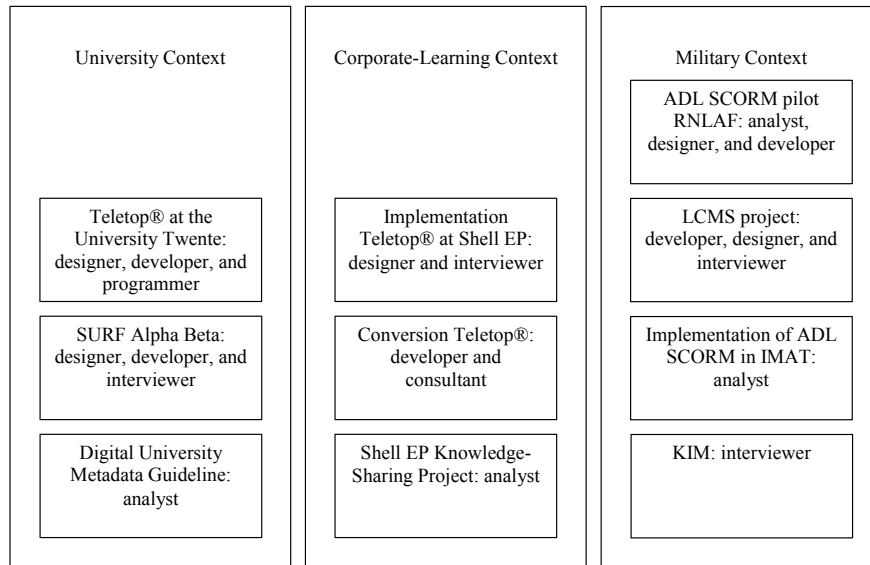 University Context
Teletop® at the
University Twente:
designer, developer, and
programmer
SURF Alpha Beta:
designer, developer, and
interviewer
Digital University
Metadata Guideline:
analyst
Corporate-Learning Context
Implementation
Teletop® at Shell EP:
designer and interviewer
Conversion Teletop®:
developer and
consultant
Shell EP Knowledge-
Sharing Project: analyst
Military Context
ADL SCORM pilot
RNLAF: analyst,
designer, and developer
LCMS project:
developer, designer, and
interviewer
Implementation of ADL
SCORM in IMAT:
analyst
KIM: interviewer